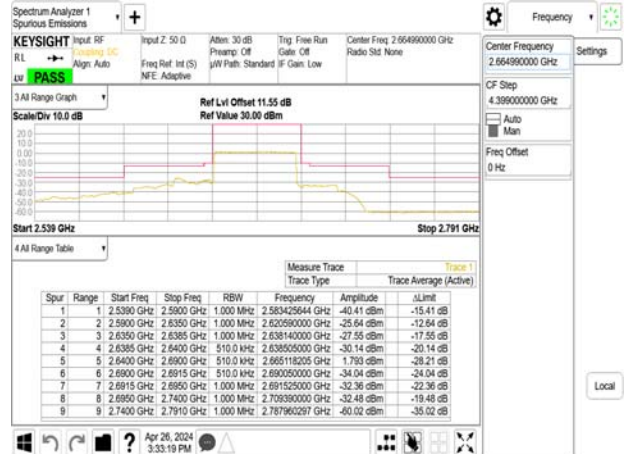 Spectrum Analyzer 1
Spurious Emissions
Frequency
KEYSIGHT
RL
PASS
Input: RF
Coupling: DC
Align: Auto
Input Z: 50 Ω
Freq Ref: Int (S)
NFE: Adaptive
Atten: 30 dB
Preamp: Off
µW Path: Standard
Trig: Free Run
Gate: Off
IF Gain: Low
Center Freq: 2.664990000 GHz
Radio Std: None
Center Frequency
2.664990000 GHz
Settings
CF Step
4.399000000 GHz
Auto
Man
Freq Offset
0 Hz
3 All Range Graph
Scale/Div 10.0 dB
Ref Lvl Offset 11.55 dB
Ref Value 30.00 dBm
20.0
10.0
0.00
-10.0
-20.0
-30.0
-40.0
-50.0
-60.0
Start 2.539 GHz
Stop 2.791 GHz
4 All Range Table
Measure Trace Trace 1
Trace Type Trace Average (Active)
Spur Range Start Freq Stop Freq RBW Frequency Amplitude ΔLimit
1 1 2.5390 GHz 2.5900 GHz 1.000 MHz 2.583425644 GHz -40.41 dBm -15.41 dB
2 2 2.5900 GHz 2.6350 GHz 1.000 MHz 2.620590000 GHz -25.64 dBm -12.64 dB
3 3 2.6350 GHz 2.6385 GHz 1.000 MHz 2.638140000 GHz -27.55 dBm -17.55 dB
4 4 2.6385 GHz 2.6400 GHz 510.0 kHz 2.638505000 GHz -30.14 dBm -20.14 dB
5 5 2.6400 GHz 2.6900 GHz 510.0 kHz 2.665118205 GHz 1.793 dBm -28.21 dB
6 6 2.6900 GHz 2.6915 GHz 510.0 kHz 2.690050000 GHz -34.04 dBm -24.04 dB
7 7 2.6915 GHz 2.6950 GHz 1.000 MHz 2.691525000 GHz -32.36 dBm -22.36 dB
8 8 2.6950 GHz 2.7400 GHz 1.000 MHz 2.709390000 GHz -32.48 dBm -19.48 dB
9 9 2.7400 GHz 2.7910 GHz 1.000 MHz 2.787960297 GHz -60.02 dBm -35.02 dB
Local
Apr 26, 2024
3:33:19 PM